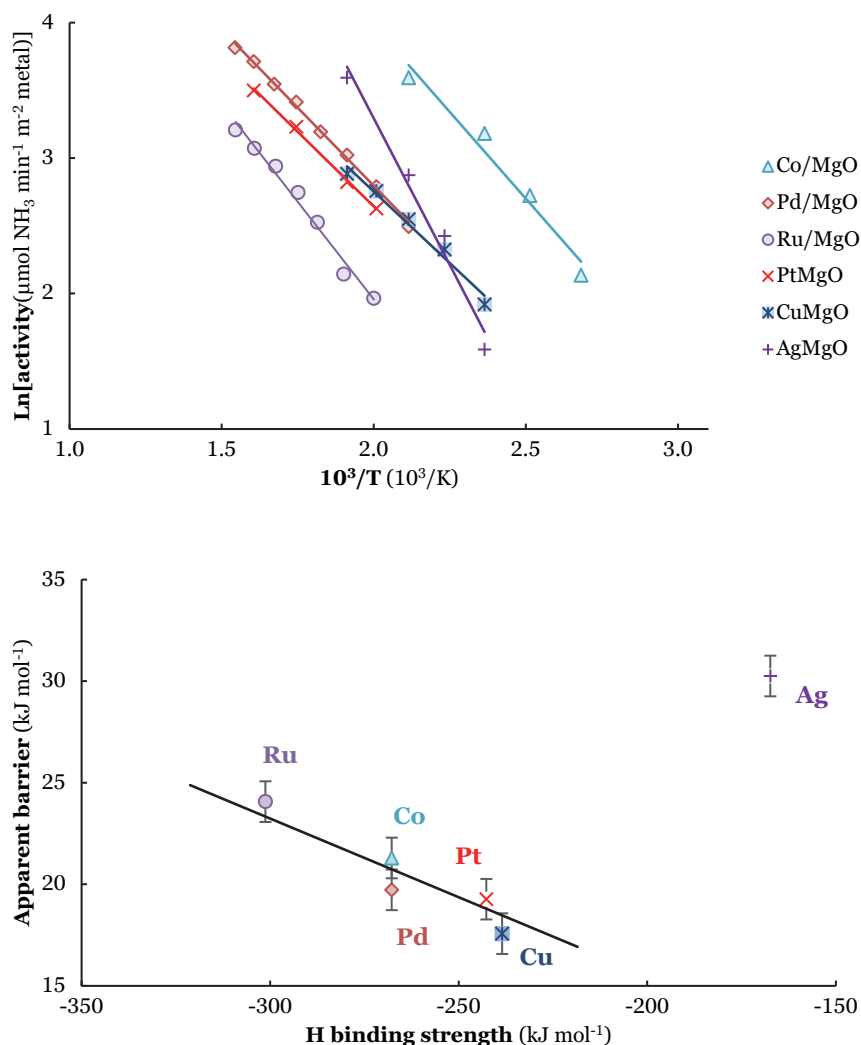 4
3
2
1
1.0 1.5 2.0 2.5 3.0
Ln[activity(μmol NH₃ min⁻¹ m⁻² metal)]
10³/T (10³/K)
Co/MgO
Pd/MgO
Ru/MgO
PtMgO
CuMgO
AgMgO
35
30
25
20
15
-350 -300 -250 -200 -150
Apparent barrier (kJ mol⁻¹)
H binding strength (kJ mol⁻¹)
Ru
Co
Pd
Pt
Cu
Ag